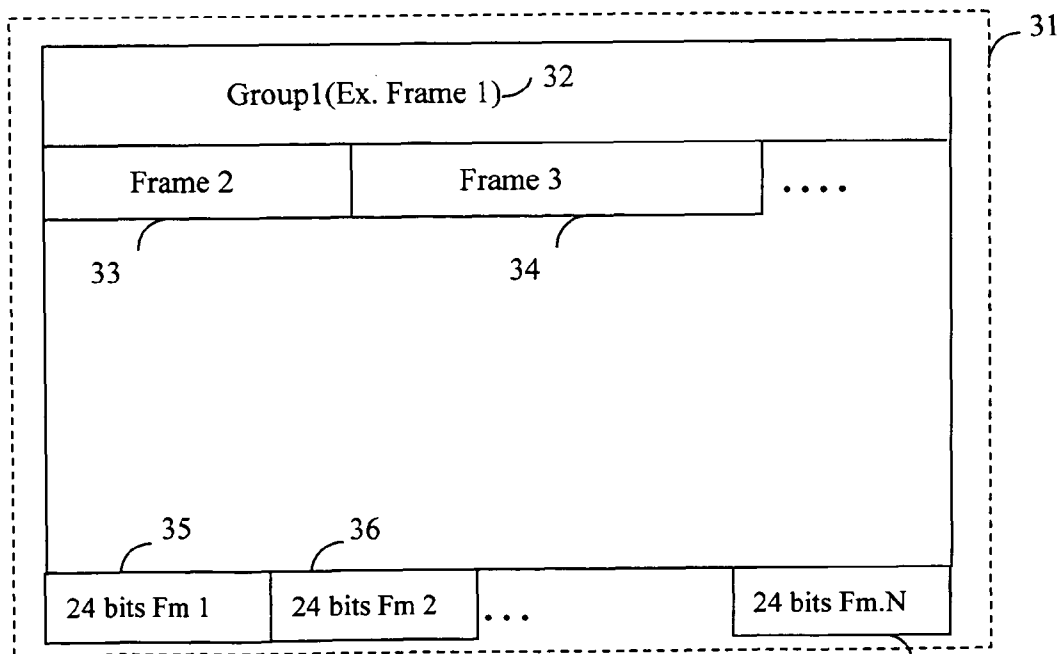 31
Group1(Ex. Frame 1) 32
Frame 2 Frame 3 ....
33 34
35 36
24 bits Fm 1 24 bits Fm 2 ... 24 bits Fm.N